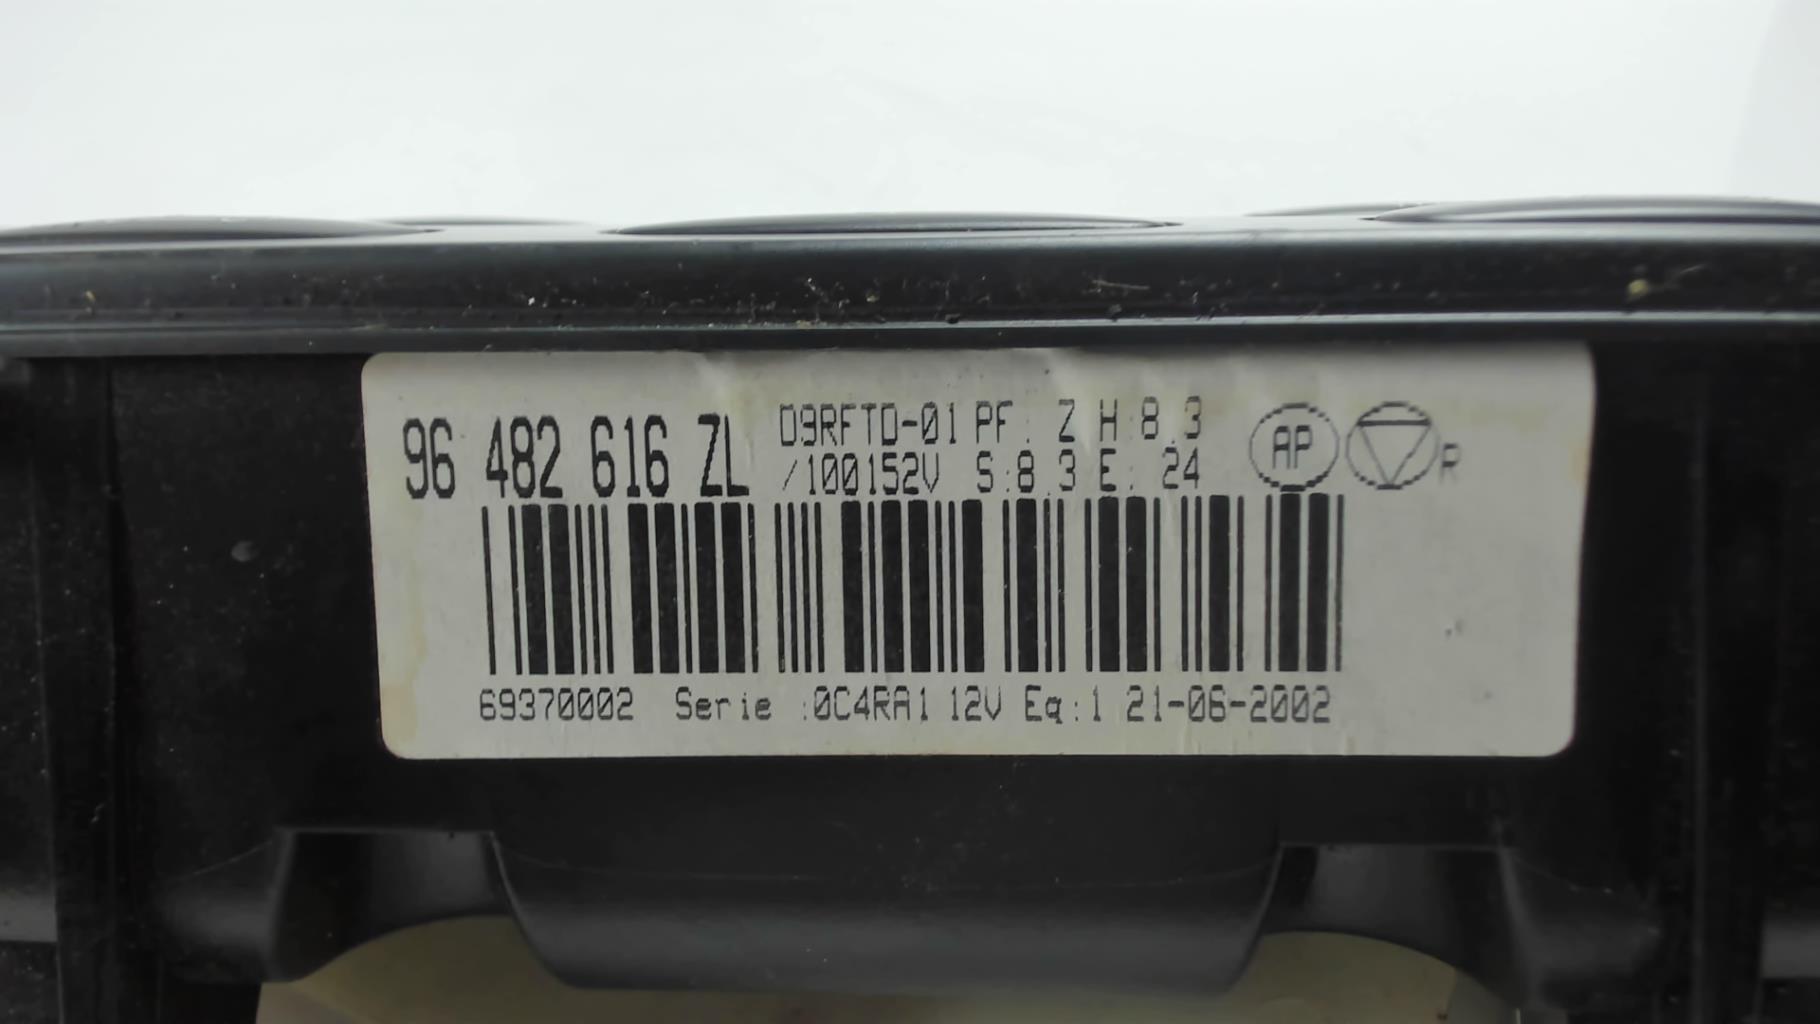 96 482 616 ZL
D9RFTD-01 PF: Z H:8.3
/100152V S:8.3 E: 24
AP
R
69370002 Serie :0C4RA1 12V Eq:1 21-06-2002